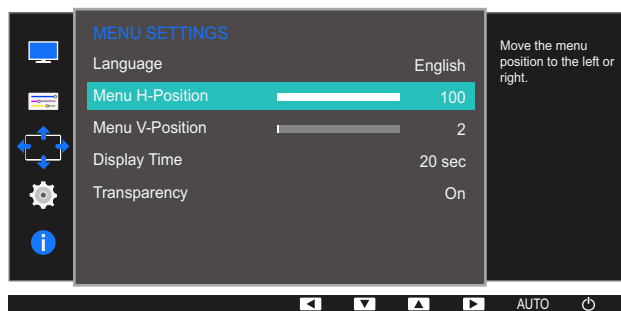 MENU SETTINGS
Language English
Menu H-Position 100
Menu V-Position 2
Display Time 20 sec
Transparency On
Move the menu
position to the left or
right.
i
AUTO